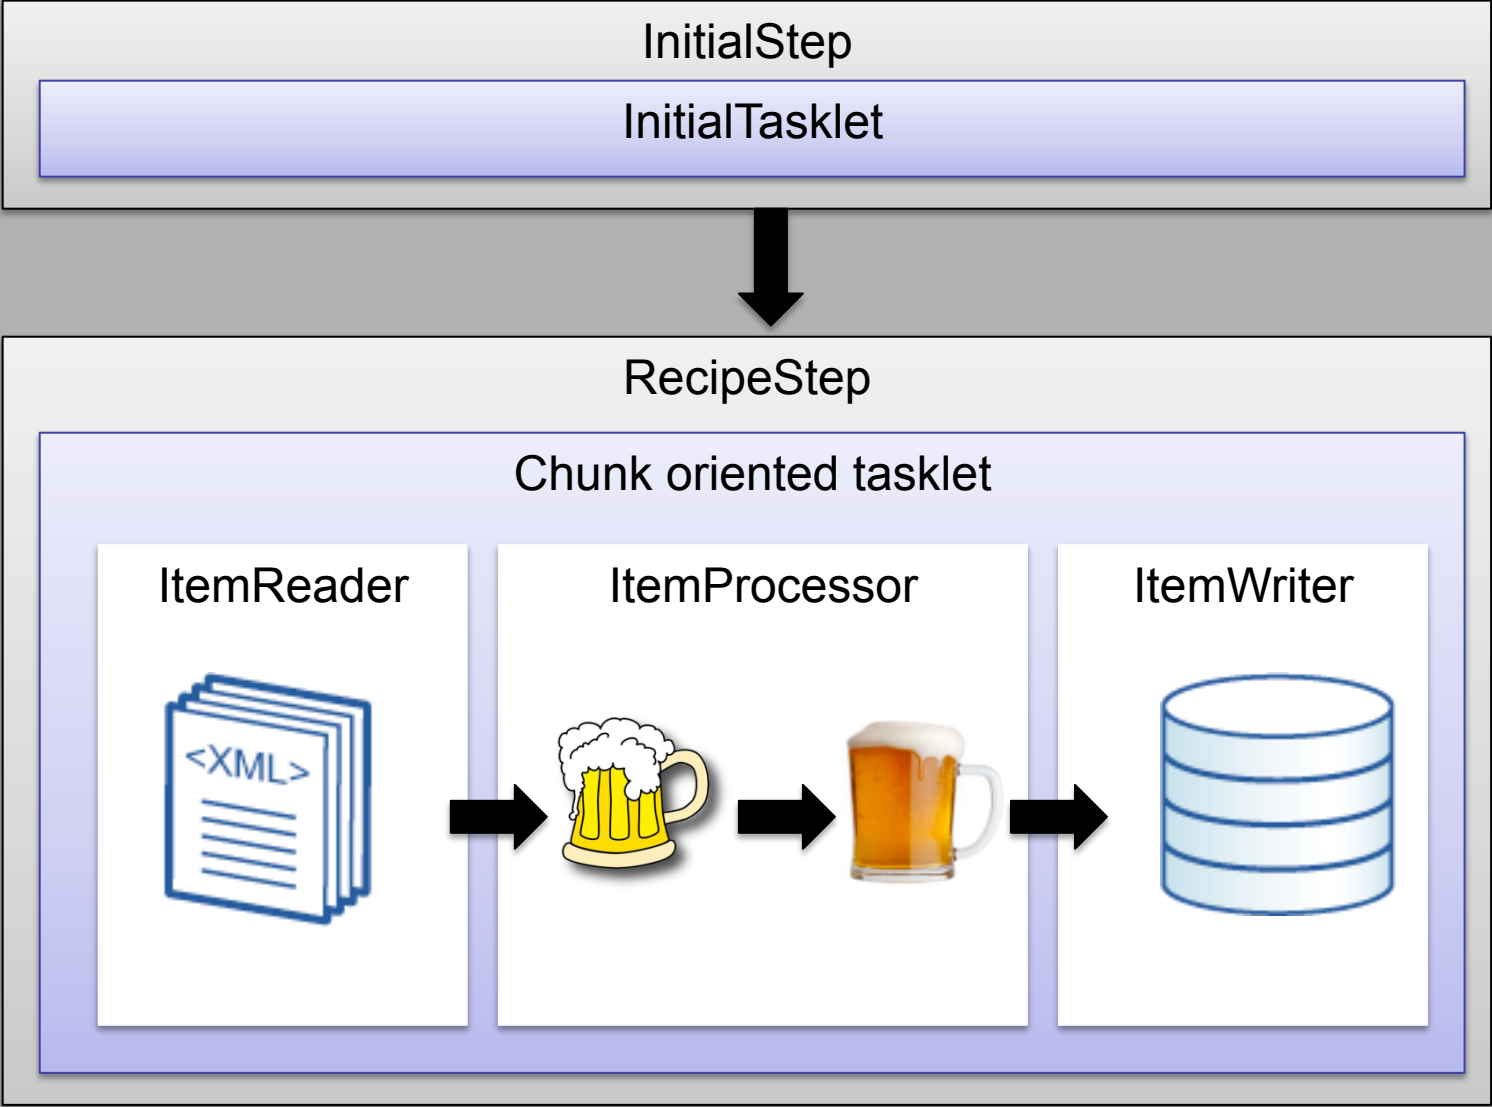 InitialStep
InitialTasklet
RecipeStep
Chunk oriented tasklet
ItemReader
ItemProcessor
ItemWriter
<XML>